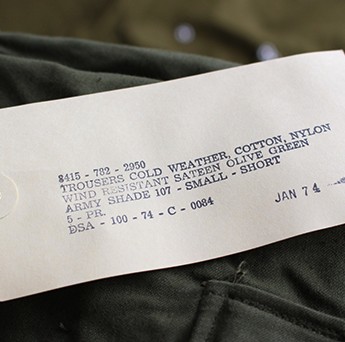 8415 - 782 - 2950
TROUSERS COLD WEATHER, COTTON, NYLON
WIND RESISTANT SATEEN OLIVE GREEN
ARMY SHADE 107 - SMALL - SHORT
5 - PR.
DSA - 100 - 74 - C - 0084
JAN 74